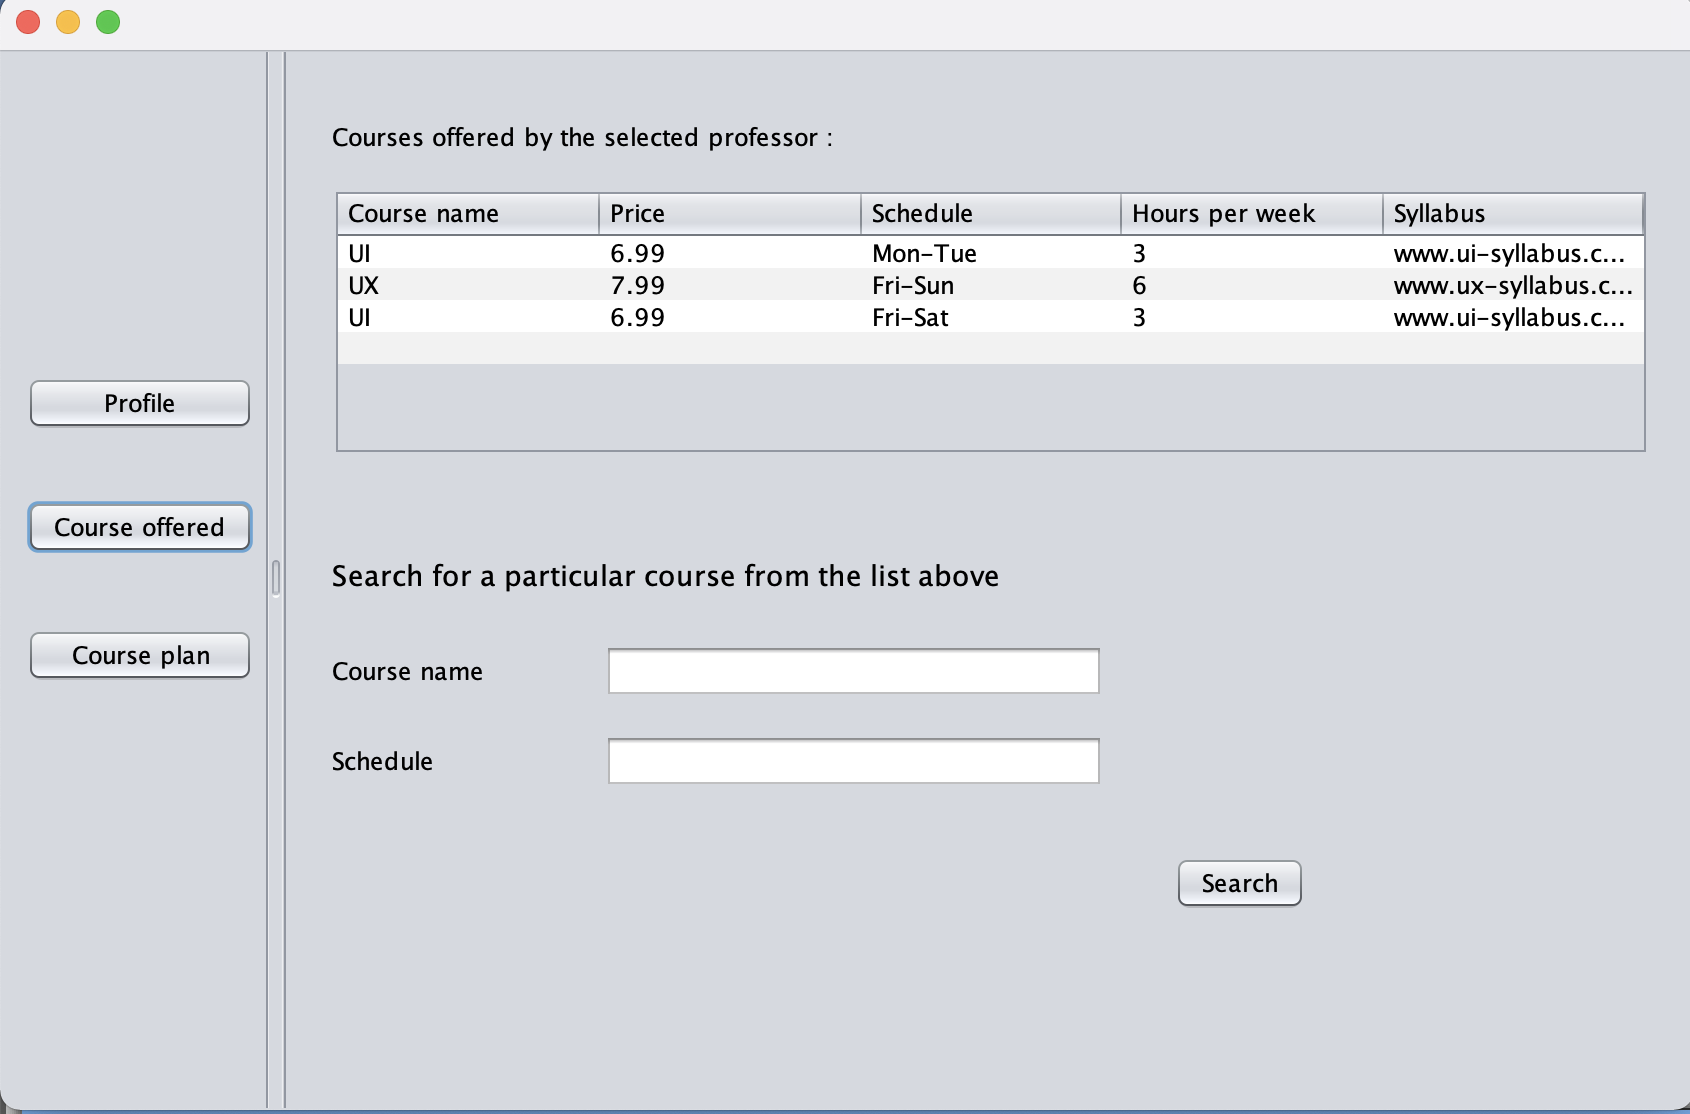 Courses offered by the selected professor :
Course name Price Schedule Hours per week Syllabus
UI 6.99 Mon-Tue 3 www.ui-syllabus.c...
UX 7.99 Fri-Sun 6 www.ux-syllabus.c...
UI 6.99 Fri-Sat 3 www.ui-syllabus.c...
Profile
Course offered
Course plan
Search for a particular course from the list above
Course name
Schedule
Search